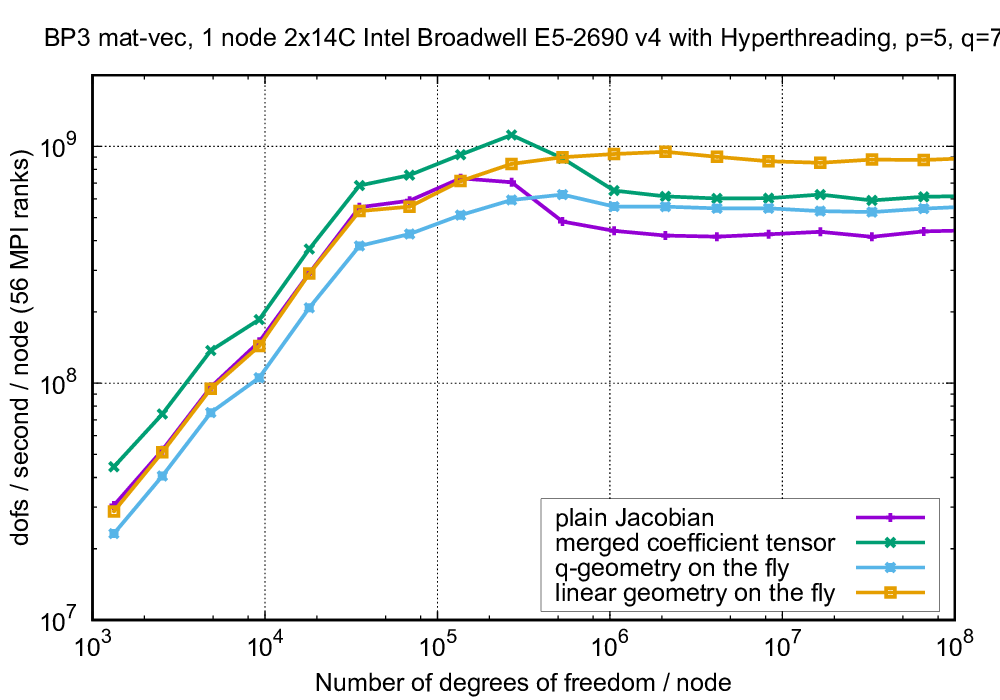 BP3 mat-vec, 1 node 2x14C Intel Broadwell E5-2690 v4 with Hyperthreading, p=5, q=7
dofs / second / node (56 MPI ranks)
10^9
10^8
10^7
plain Jacobian
merged coefficient tensor
q-geometry on the fly
linear geometry on the fly
10^3 10^4 10^5 10^6 10^7 10^8
Number of degrees of freedom / node